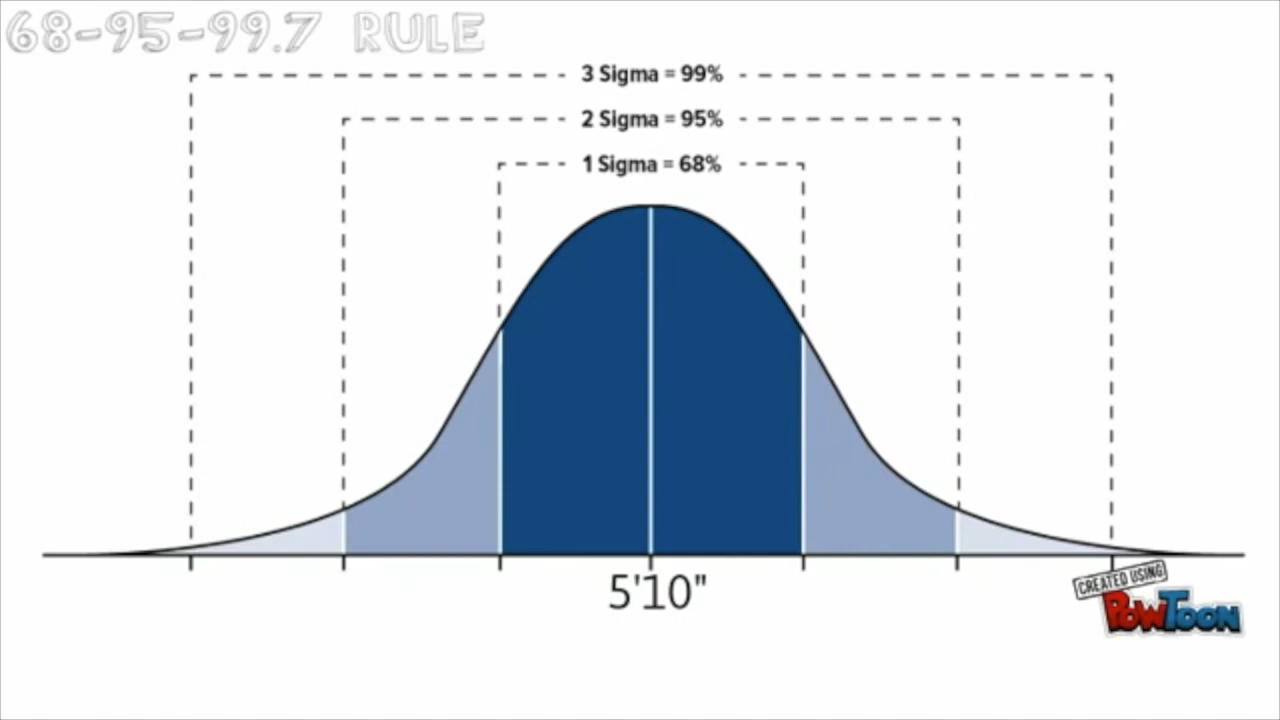 68-95-99.7 RULE
3 Sigma = 99%
2 Sigma = 95%
1 Sigma = 68%
5'10"
CREATED USING
POWTOON